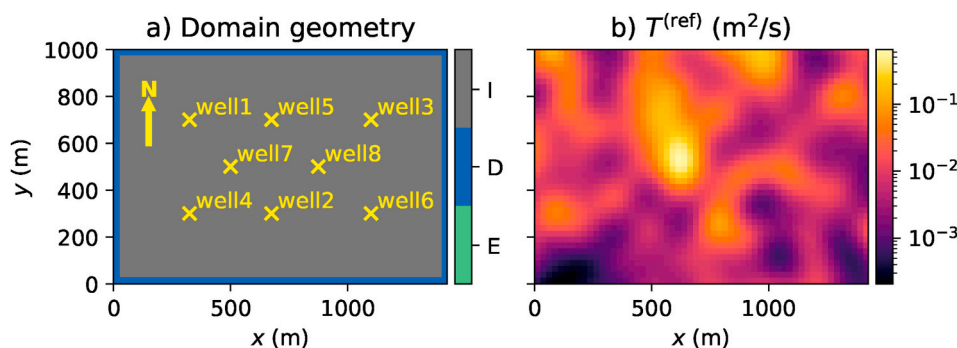 a) Domain geometry
1000
800
600
400
200
0
y (m)
N
well1
well5
well3
well7
well8
well4
well2
well6
0
500
1000
x (m)
I
D
E
b) T^(ref) (m²/s)
0
500
1000
x (m)
10⁻¹
10⁻²
10⁻³